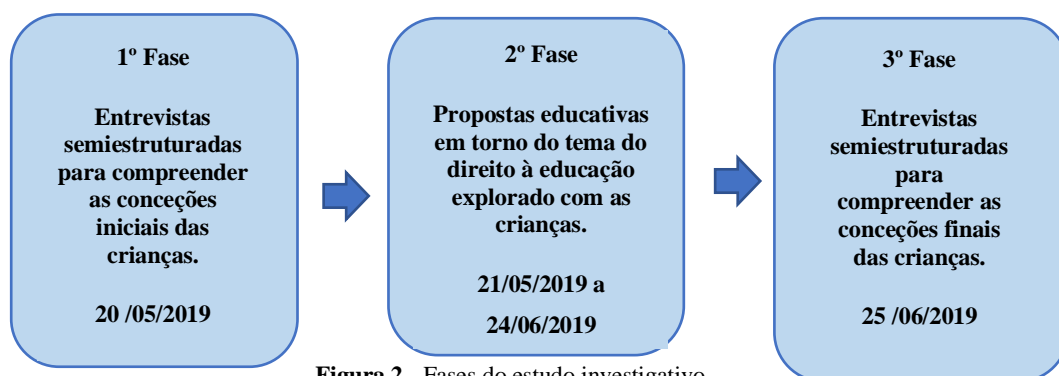 1º Fase
Entrevistas
semiestruturadas
para compreender
as conceções
iniciais das
crianças.
20 /05/2019
2º Fase
Propostas educativas
em torno do tema do
direito à educação
explorado com as
crianças.
21/05/2019 a
24/06/2019
3º Fase
Entrevistas
semiestruturadas
para
compreender as
conceções finais
das crianças.
25 /06/2019
Figura 2 - Fases do estudo investigativo